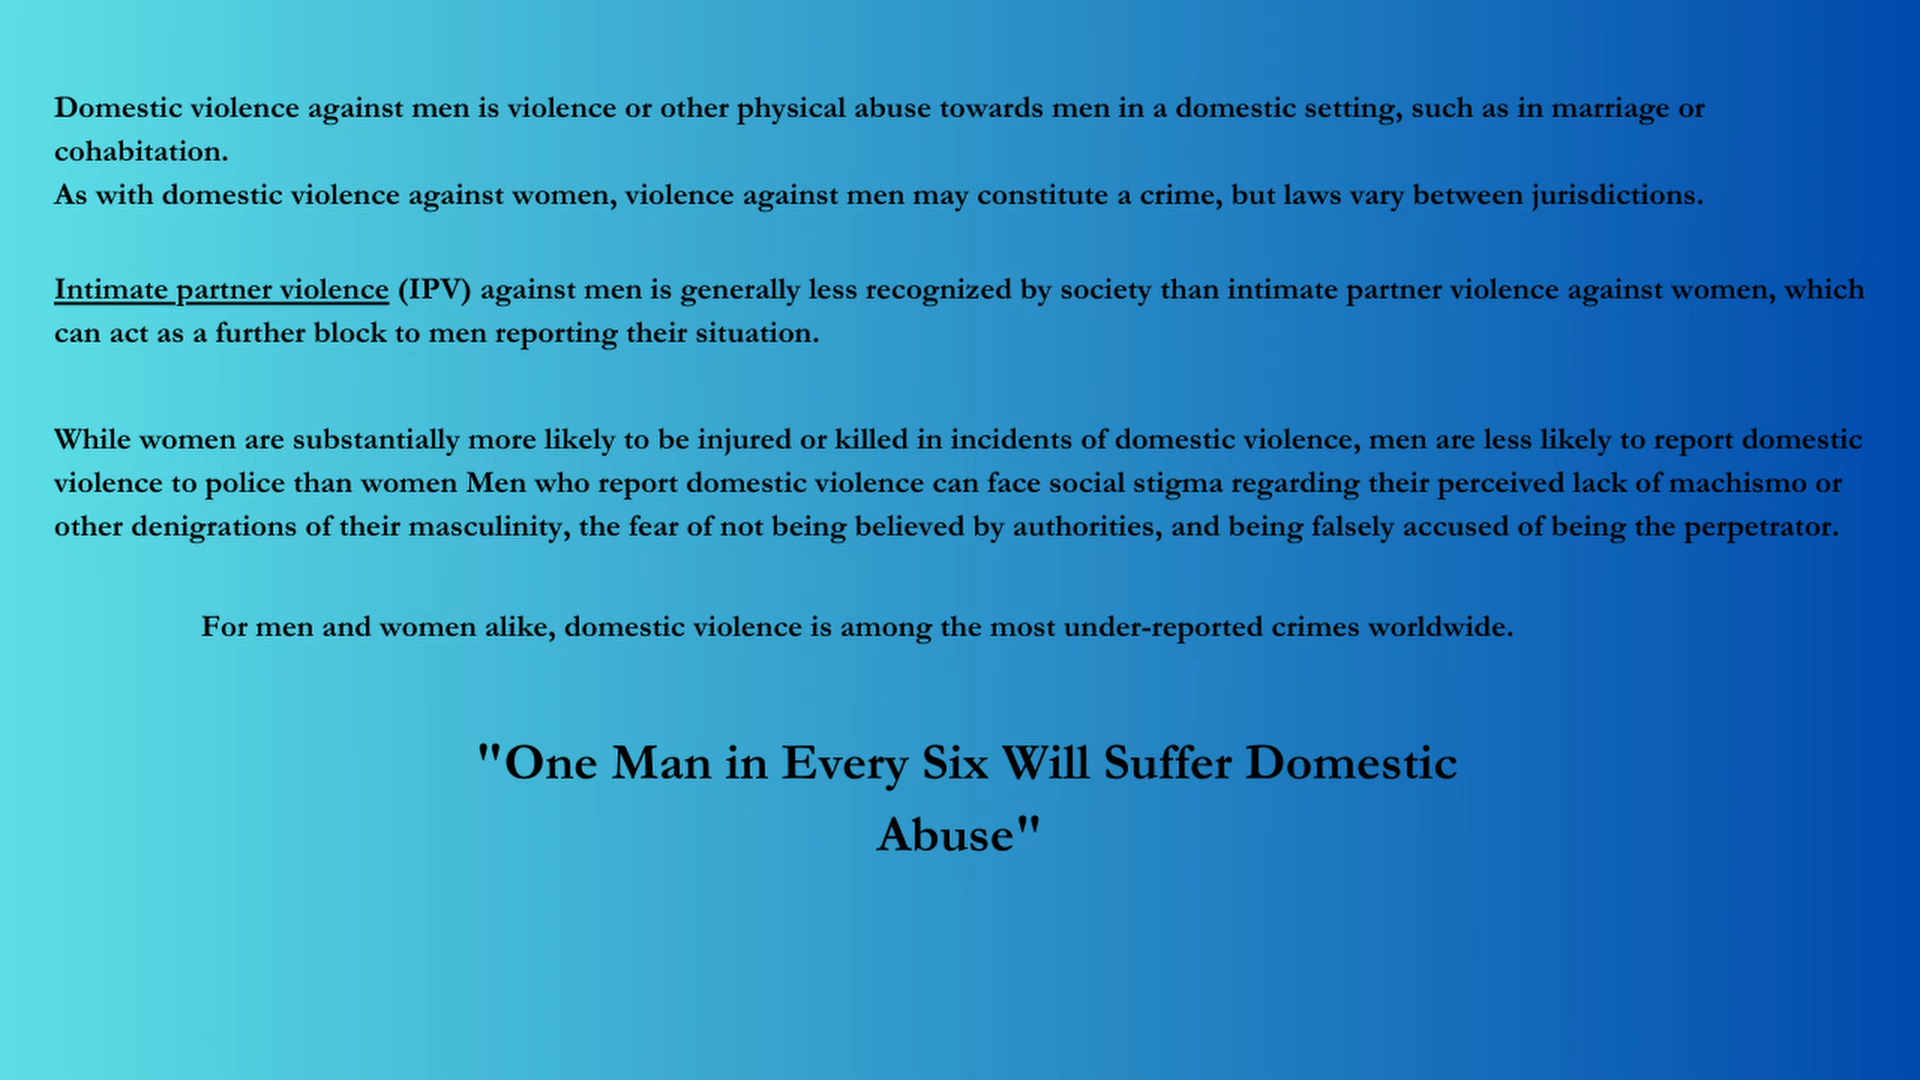 Domestic violence against men is violence or other physical abuse towards men in a domestic setting, such as in marriage or
cohabitation.
As with domestic violence against women, violence against men may constitute a crime, but laws vary between jurisdictions.
Intimate partner violence (IPV) against men is generally less recognized by society than intimate partner violence against women, which
can act as a further block to men reporting their situation.
While women are substantially more likely to be injured or killed in incidents of domestic violence, men are less likely to report domestic
violence to police than women Men who report domestic violence can face social stigma regarding their perceived lack of machismo or
other denigrations of their masculinity, the fear of not being believed by authorities, and being falsely accused of being the perpetrator.
For men and women alike, domestic violence is among the most under-reported crimes worldwide.
"One Man in Every Six Will Suffer Domestic
Abuse"